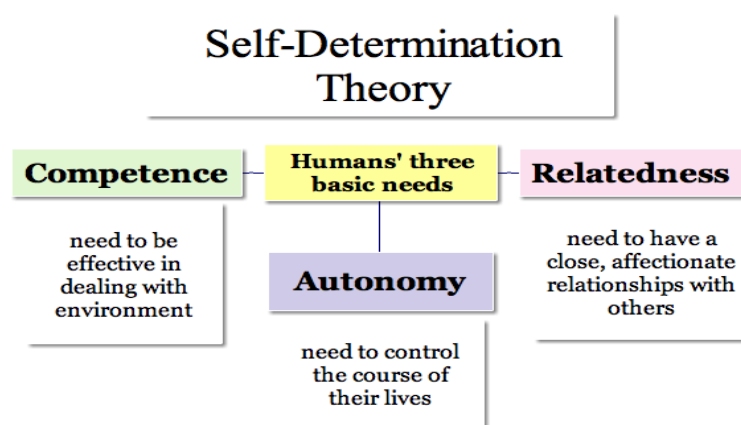 Self-Determination
Theory
Competence
Humans' three
basic needs
Relatedness
need to be
effective in
dealing with
environment
Autonomy
need to control
the course of
their lives
need to have a
close, affectionate
relationships with
others